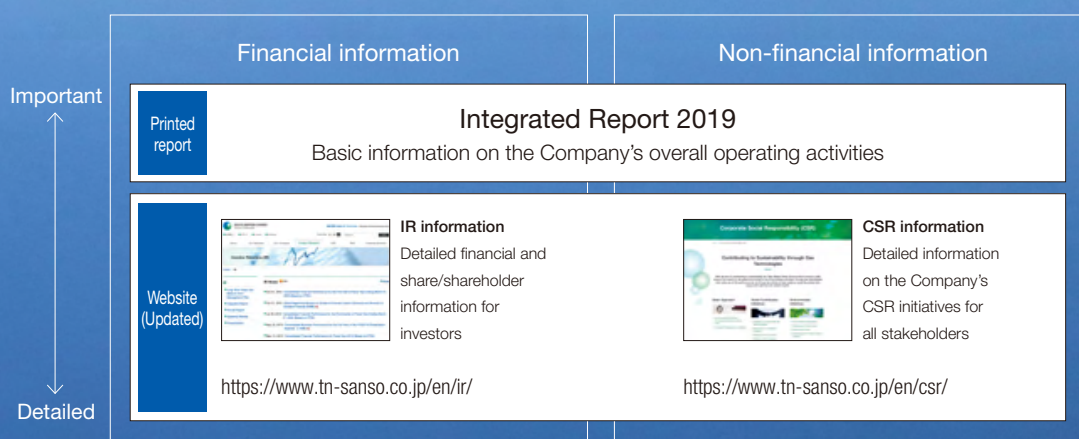 Financial information
Non-financial information
Important
Printed
report
Integrated Report 2019
Basic information on the Company's overall operating activities
Website
(Updated)
IR information
Detailed financial and
share/shareholder
information for
investors
https://www.tn-sanso.co.jp/en/ir/
Corporate Social Responsibility (CSR)
Contributing to Sustainability through Gas
Technologies
CSR information
Detailed information
on the Company's
CSR initiatives for
all stakeholders
https://www.tn-sanso.co.jp/en/csr/
Detailed